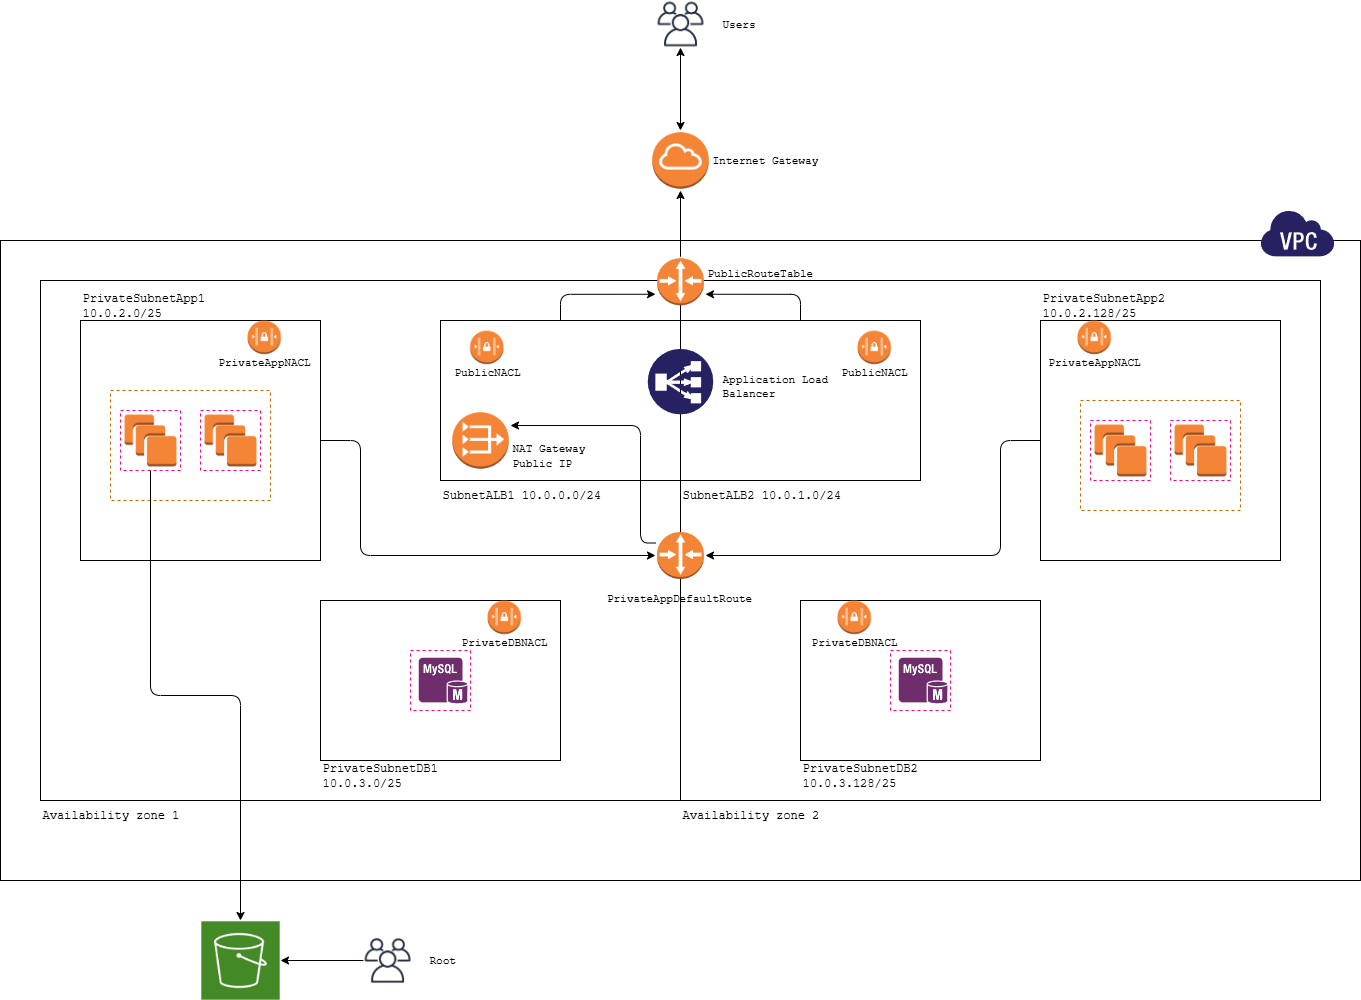 Users
Internet Gateway
VPC
PublicRouteTable
PrivateSubnetApp1
10.0.2.0/25
PrivateSubnetApp2
10.0.2.128/25
PrivateAppNACL
PublicNACL
PublicNACL
PrivateAppNACL
Application Load
Balancer
NAT Gateway
Public IP
SubnetALB1 10.0.0.0/24
SubnetALB2 10.0.1.0/24
PrivateAppDefaultRoute
PrivateDBNACL
PrivateDBNACL
MySQL
M
MySQL
M
PrivateSubnetDB1
10.0.3.0/25
PrivateSubnetDB2
10.0.3.128/25
Availability zone 1
Availability zone 2
Root